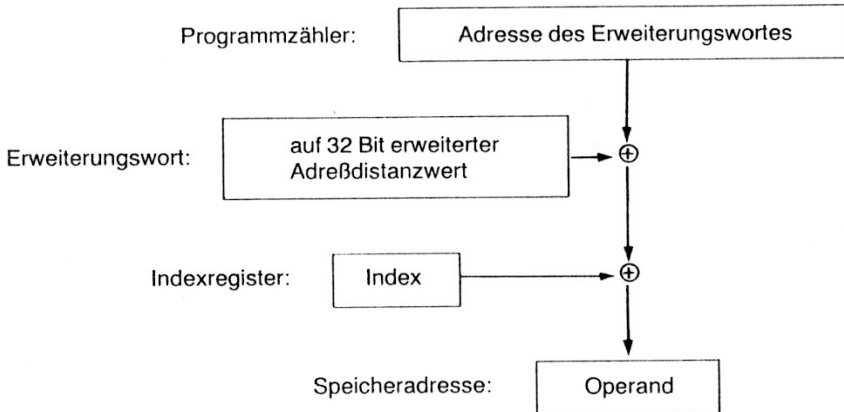 Programmzähler: Adresse des Erweiterungswortes
Erweiterungswort: auf 32 Bit erweiterter
Adreßdistanzwert
Indexregister: Index
Speicheradresse: Operand